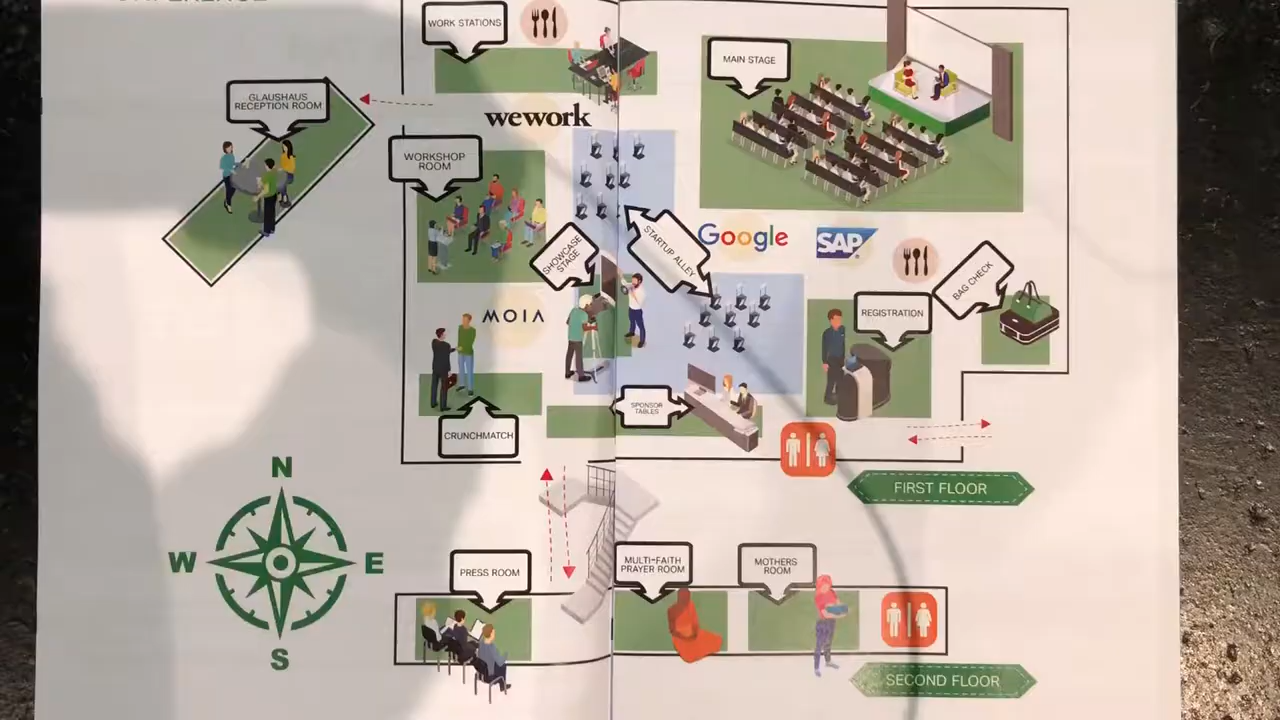 WORK STATIONS
MAIN STAGE
GLAUSHAUS
RECEPTION ROOM
wework
WORKSHOP
ROOM
SHOWCASE
STAGE
STARTUP ALLEY
Google
SAP
BAG CHECK
REGISTRATION
MOIA
SPONSOR
TABLES
CRUNCHMATCH
FIRST FLOOR
N
W
E
S
PRESS ROOM
MULTI-FAITH
PRAYER ROOM
MOTHERS
ROOM
SECOND FLOOR